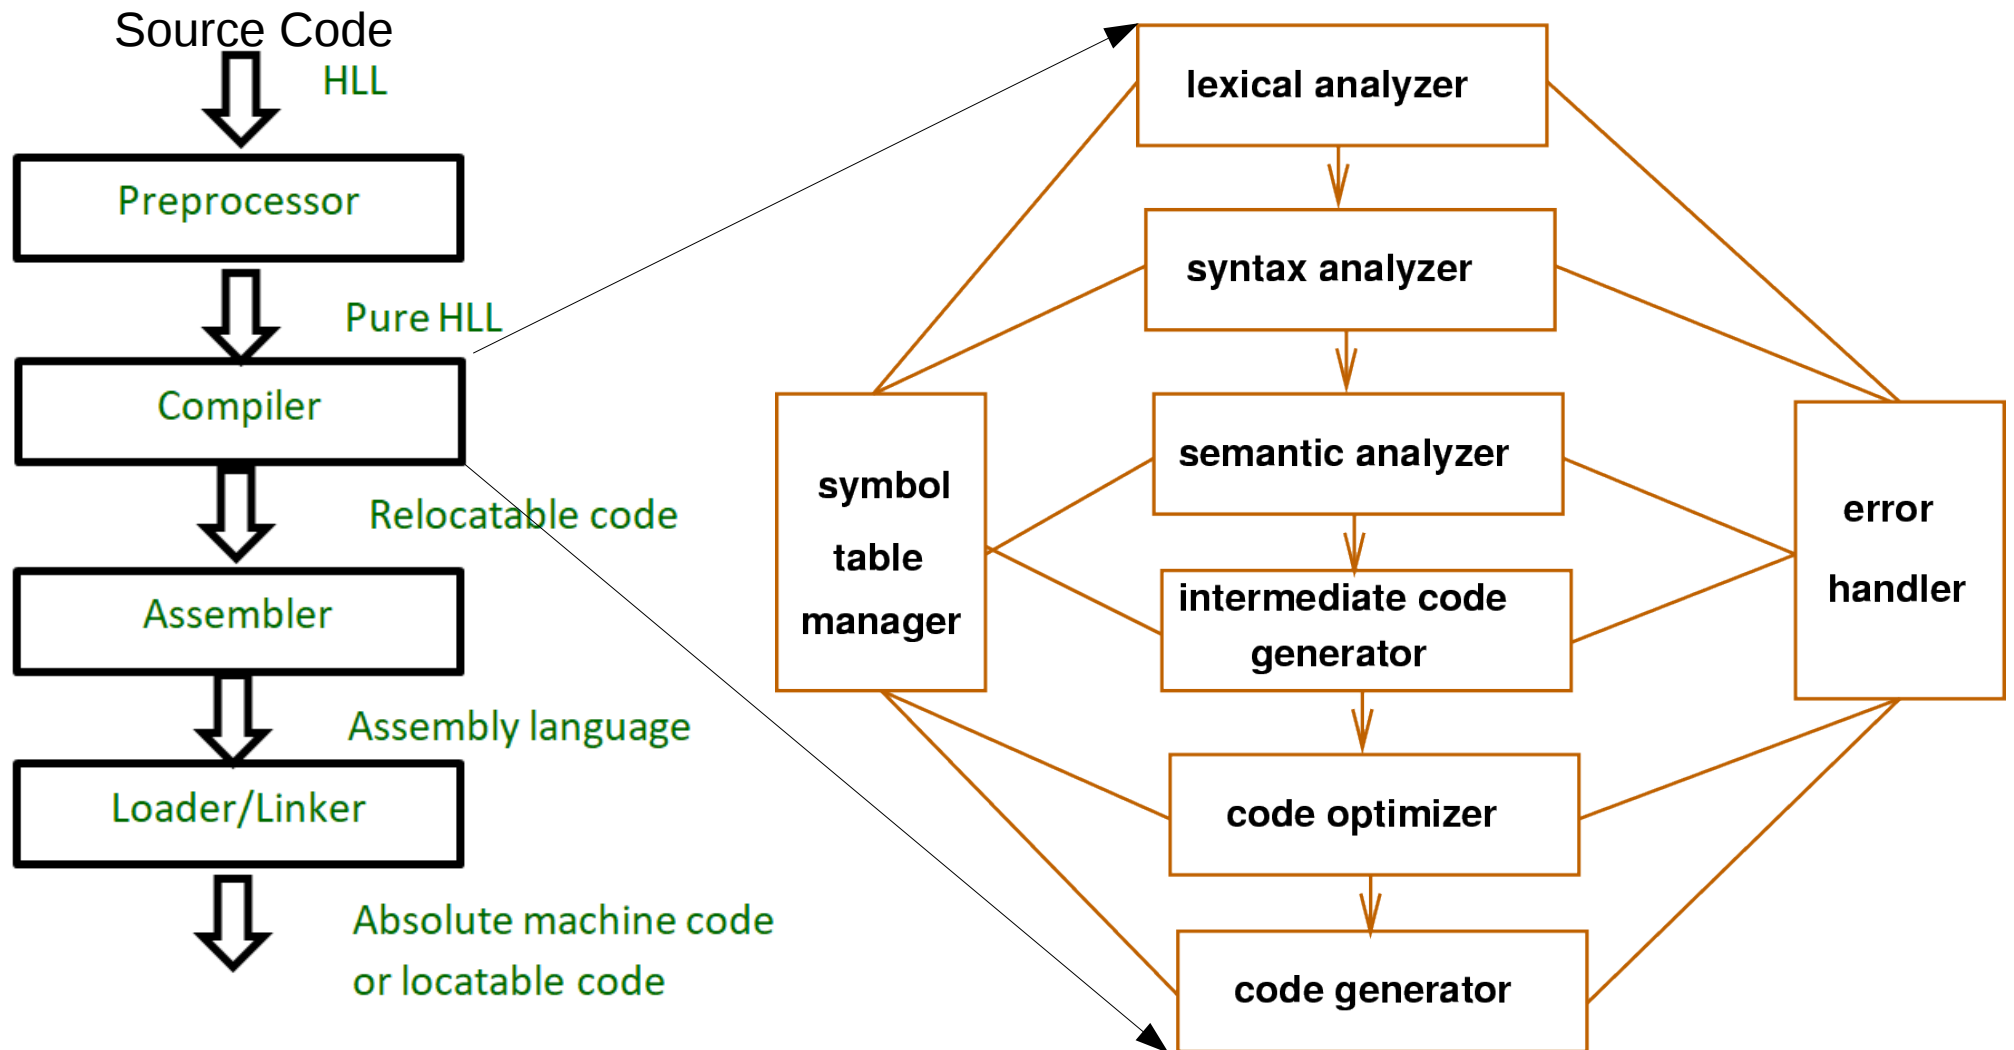 Source Code
HLL
Preprocessor
Pure HLL
Compiler
Relocatable code
Assembler
Assembly language
Loader/Linker
Absolute machine code
or locatable code
lexical analyzer
syntax analyzer
semantic analyzer
intermediate code
generator
code optimizer
code generator
symbol
table
manager
error
handler